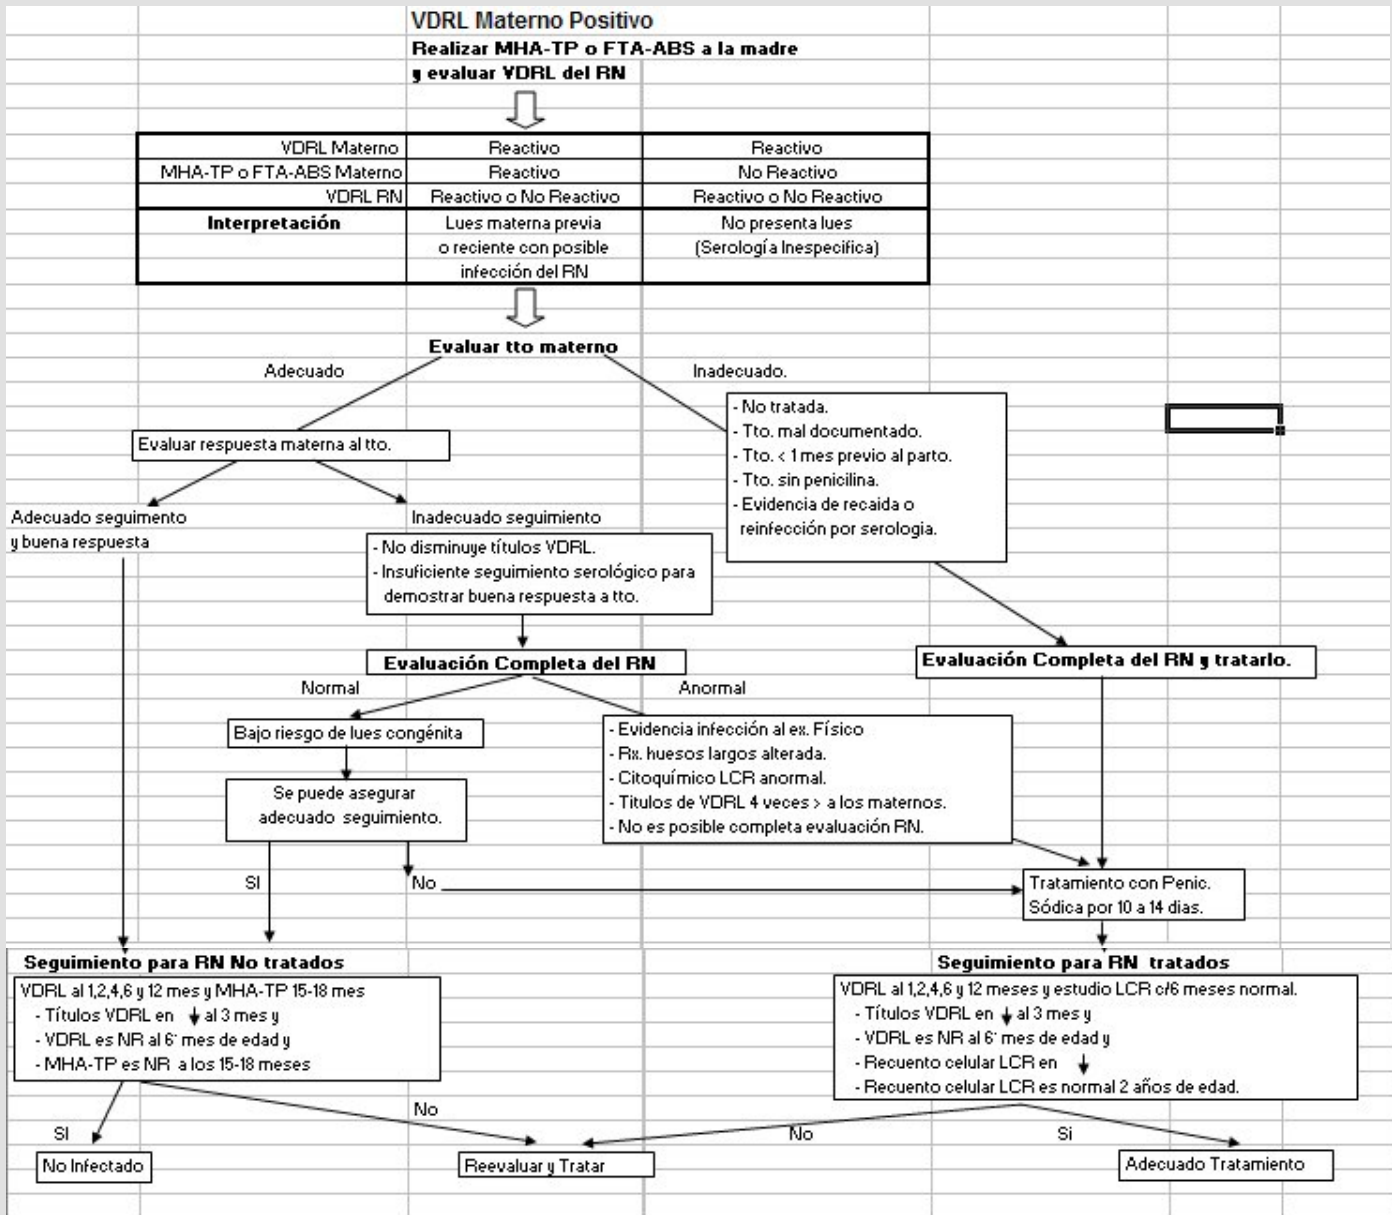 VDRL Materno Positivo
Realizar MHA-TP o FTA-ABS a la madre
y evaluar VDRL del RN
VDRL Materno Reactivo Reactivo
MHA-TP o FTA-ABS Materno Reactivo No Reactivo
VDRL RN Reactivo o No Reactivo Reactivo o No Reactivo
Interpretación Lues materna previa No presenta lues
o reciente con posible (Serología Inespecifica)
infección del RN
Evaluar tto materno
Adecuado Inadecuado.
- No tratada.
- Tto. mal documentado.
- Tto. < 1 mes previo al parto.
- Tto. sin penicilina.
- Evidencia de recaida o
reinfección por serologia.
Evaluar respuesta materna al tto.
Adecuado seguimento
y buena respuesta
Inadecuado seguimiento
- No disminuye títulos VDRL.
- Insuficiente seguimiento serológico para
demostrar buena respuesta a tto.
Evaluación Completa del RN
Evaluación Completa del RN y tratarlo.
Normal Anormal
Bajo riesgo de lues congénita
- Evidencia infección al ex. Físico
- Rx. huesos largos alterada.
- Citoquímico LCR anormal.
- Titulos de VDRL 4 veces > a los maternos.
- No es posible completa evaluación RN.
Se puede asegurar
adecuado seguimiento.
SI No
Tratamiento con Penic.
Sódica por 10 a 14 dias.
Seguimiento para RN No tratados
VDRL al 1,2,4,6 y 12 mes y MHA-TP 15-18 mes
- Títulos VDRL en ↓ al 3 mes y
- VDRL es NR al 6· mes de edad y
- MHA-TP es NR a los 15-18 meses
Seguimiento para RN tratados
VDRL al 1,2,4,6 y 12 meses y estudio LCR c/6 meses normal.
- Títulos VDRL en ↓ al 3 mes y
- VDRL es NR al 6· mes de edad y
- Recuento celular LCR en ↓
- Recuento celular LCR es normal 2 años de edad.
SI No No Si
No Infectado
Reevaluar y Tratar
Adecuado Tratamiento